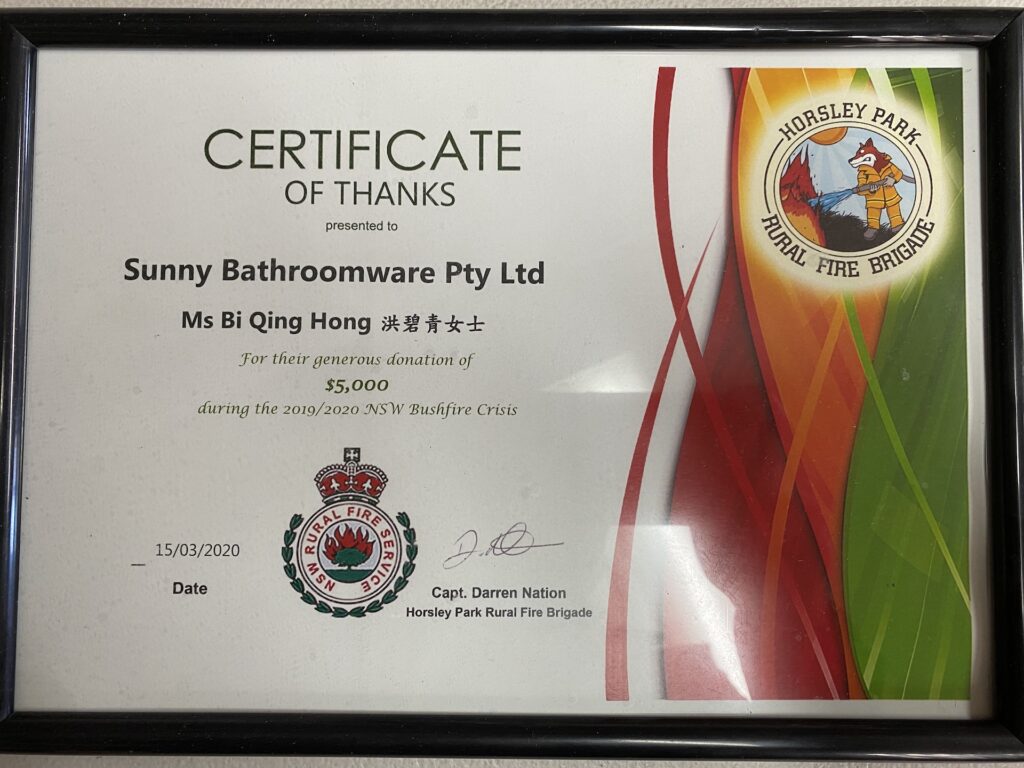 CERTIFICATE
OF THANKS
presented to
Sunny Bathroomware Pty Ltd
Ms Bi Qing Hong 洪碧青女士
For their generous donation of
$5,000
during the 2019/2020 NSW Bushfire Crisis
HORSLEY PARK
RURAL FIRE BRIGADE
NSW RURAL FIRE SERVICE
15/03/2020
Date
Capt. Darren Nation
Horsley Park Rural Fire Brigade